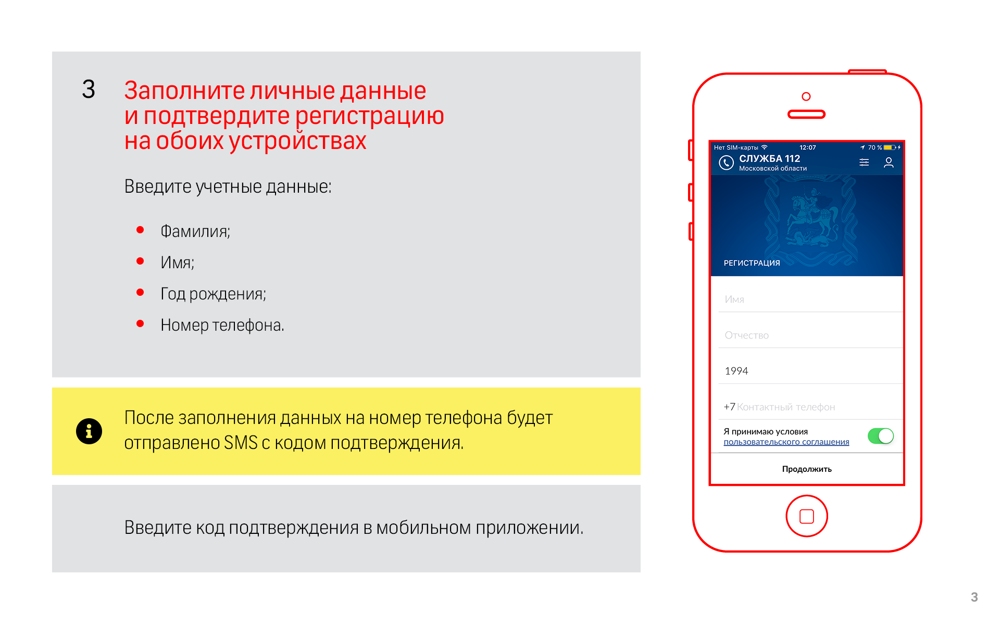 3
Заполните личные данные
и подтвердите регистрацию
на обоих устройствах
Введите учетные данные:
Фамилия;
Имя;
Год рождения;
Номер телефона.
После заполнения данных на номер телефона будет
отправлено SMS с кодом подтверждения.
Введите код подтверждения в мобильном приложении.
Нет SIM-карты 12:07 70 %
СЛУЖБА 112
Московской области
РЕГИСТРАЦИЯ
Имя
Отчество
1994
+7 Контактный телефон
Я принимаю условия
пользовательского соглашения
Продолжить
3